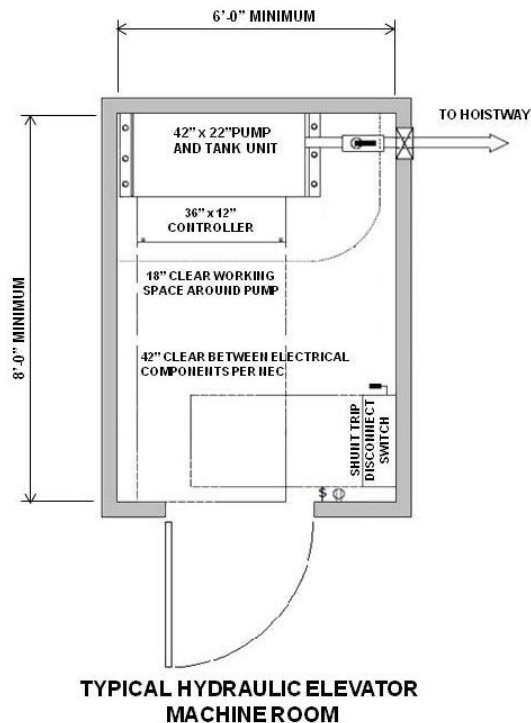 6'-0" MINIMUM
TO HOISTWAY
42" x 22"PUMP
AND TANK UNIT
36" x 12"
CONTROLLER
18" CLEAR WORKING
SPACE AROUND PUMP
8'-0" MINIMUM
42" CLEAR BETWEEN ELECTRICAL
COMPONENTS PER NEC
SHUNT TRIP
DISCONNECT
SWITCH
$
TYPICAL HYDRAULIC ELEVATOR
MACHINE ROOM